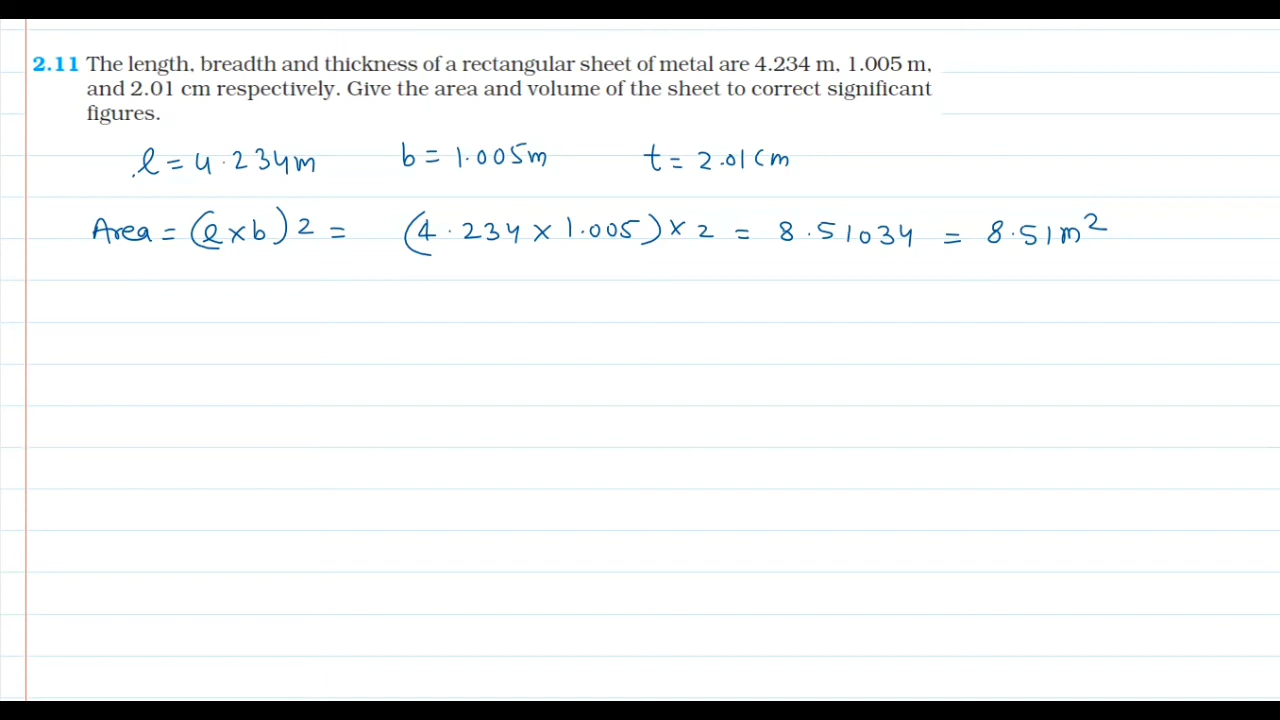 2.11 The length, breadth and thickness of a rectangular sheet of metal are 4.234 m, 1.005 m,
and 2.01 cm respectively. Give the area and volume of the sheet to correct significant
figures.
l = 4.234m b = 1.005m t = 2.01cm
Area = (l×b)2 = (4.234×1.005)×2 = 8.51034 = 8.51m²